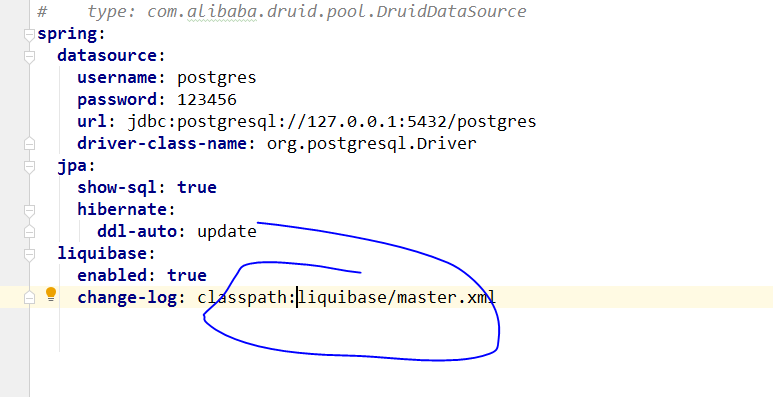 #    type: com.alibaba.druid.pool.DruidDataSource
spring:
  datasource:
    username: postgres
    password: 123456
    url: jdbc:postgresql://127.0.0.1:5432/postgres
    driver-class-name: org.postgresql.Driver
  jpa:
    show-sql: true
    hibernate:
      ddl-auto: update
  liquibase:
    enabled: true
    change-log: classpath:liquibase/master.xml